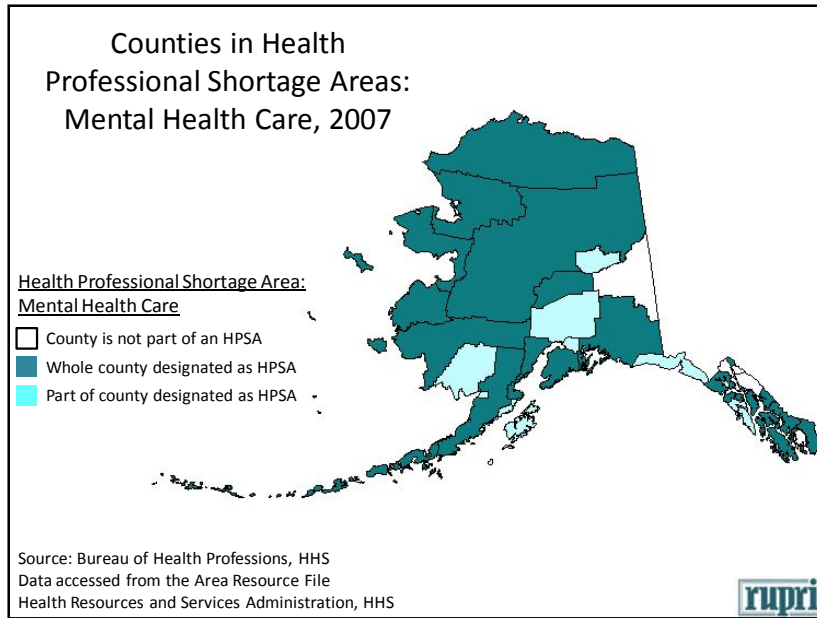 Counties in Health
Professional Shortage Areas:
Mental Health Care, 2007
Health Professional Shortage Area:
Mental Health Care
County is not part of an HPSA
Whole county designated as HPSA
Part of county designated as HPSA
Source: Bureau of Health Professions, HHS
Data accessed from the Area Resource File
Health Resources and Services Administration, HHS
rupri